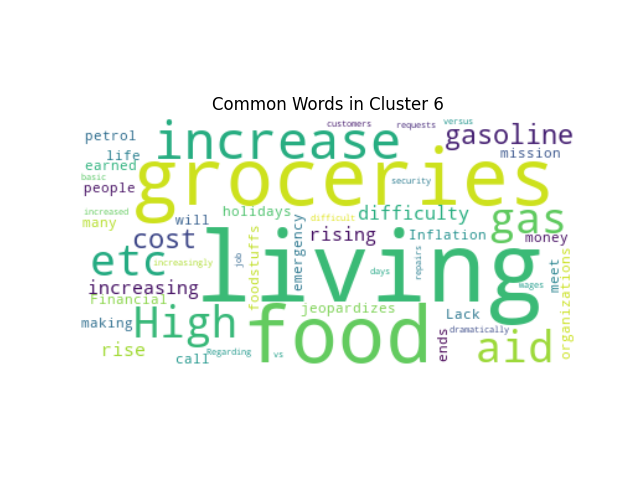 Common Words in Cluster 6
customers requests versus
petrol increase gasoline
life mission
earned groceries
basic people security
increased holidays difficult difficulty gas
many will
cost rising Inflation money
etc living
increasingly job foodstuffs emergency days repairs meet organizations
increasing wages
Financial jeopardizes
making High food Lack
dramatically
rise call Regarding vs ends aid